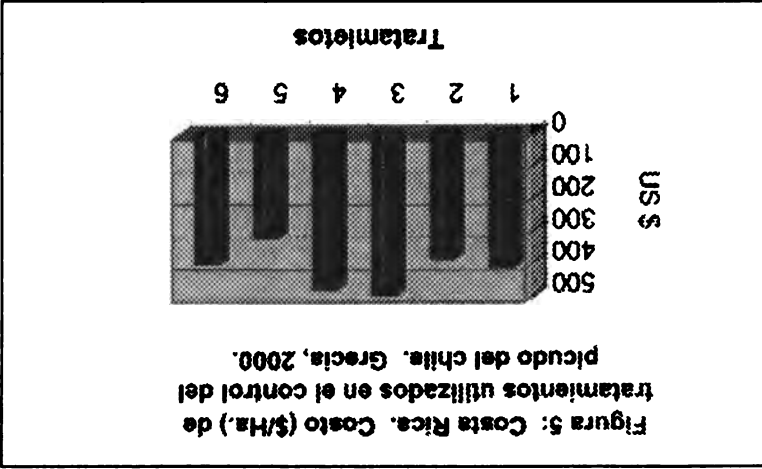 Figura 5: Costa Rica. Costo ($/Ha.) de
tratamientos utilizados en el control del
picudo del chile. Grecia, 2000.
US $
500
400
300
200
100
0
1 2 3 4 5 6
Tratamietos